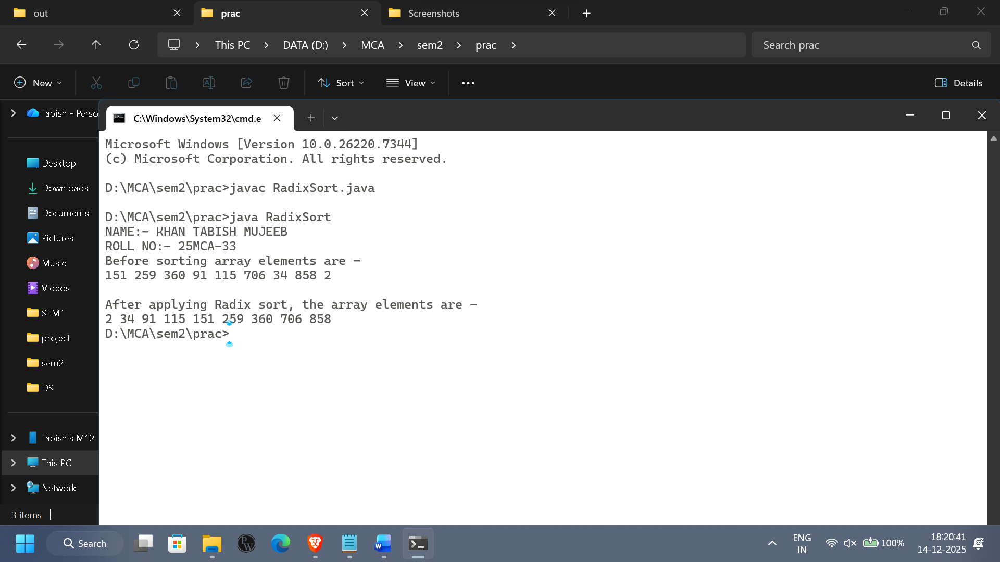 out
prac
Screenshots
This PC > DATA (D:) > MCA > sem2 > prac >
Search prac
New
Sort
View
Details
Tabish - Perso
Desktop
Downloads
Documents
Pictures
Music
Videos
SEM1
project
sem2
DS
Tabish's M12
This PC
Network
3 items
C:\Windows\System32\cmd.e
Microsoft Windows [Version 10.0.26220.7344]
(c) Microsoft Corporation. All rights reserved.
D:\MCA\sem2\prac>javac RadixSort.java
D:\MCA\sem2\prac>java RadixSort
NAME:- KHAN TABISH MUJEEB
ROLL NO:- 25MCA-33
Before sorting array elements are -
151 259 360 91 115 706 34 858 2
After applying Radix sort, the array elements are -
2 34 91 115 151 259 360 706 858
D:\MCA\sem2\prac>
Search
ENG
IN
100%
18:20:41
14-12-2025